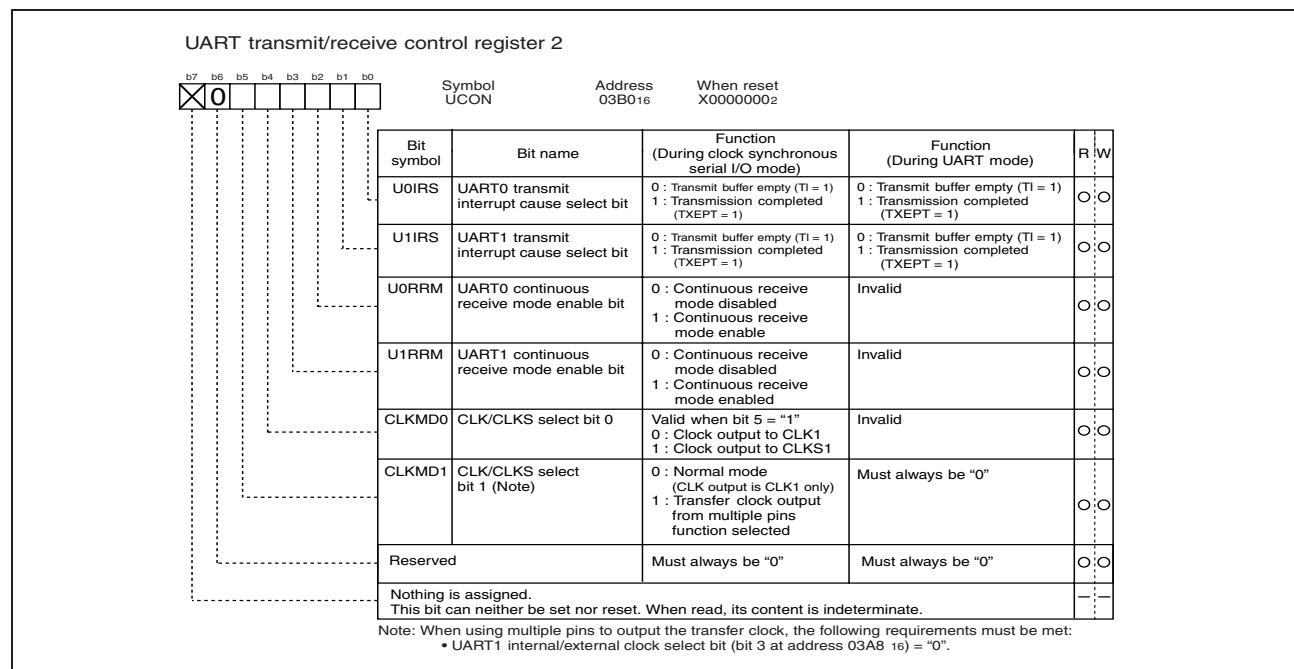 UART transmit/receive control register 2
b7 b6 b5 b4 b3 b2 b1 b0
0
Symbol Address When reset
UCON 03B016 X00000002
Bit symbol Bit name Function (During clock synchronous serial I/O mode) Function (During UART mode) R W
U0IRS UART0 transmit interrupt cause select bit
0 : Transmit buffer empty (TI = 1)
1 : Transmission completed
(TXEPT = 1)
0 : Transmit buffer empty (TI = 1)
1 : Transmission completed
(TXEPT = 1)
U1IRS UART1 transmit interrupt cause select bit
0 : Transmit buffer empty (TI = 1)
1 : Transmission completed
(TXEPT = 1)
0 : Transmit buffer empty (TI = 1)
1 : Transmission completed
(TXEPT = 1)
U0RRM UART0 continuous receive mode enable bit
0 : Continuous receive
mode disabled
1 : Continuous receive
mode enable
Invalid
U1RRM UART1 continuous receive mode enable bit
0 : Continuous receive
mode disabled
1 : Continuous receive
mode enabled
Invalid
CLKMD0 CLK/CLKS select bit 0
Valid when bit 5 = “1”
0 : Clock output to CLK1
1 : Clock output to CLKS1
Invalid
CLKMD1 CLK/CLKS select bit 1 (Note)
0 : Normal mode
(CLK output is CLK1 only)
1 : Transfer clock output
from multiple pins
function selected
Must always be “0”
Reserved Must always be “0” Must always be “0”
Nothing is assigned.
This bit can neither be set nor reset. When read, its content is indeterminate.
Note: When using multiple pins to output the transfer clock, the following requirements must be met:
• UART1 internal/external clock select bit (bit 3 at address 03A8 16) = “0”.